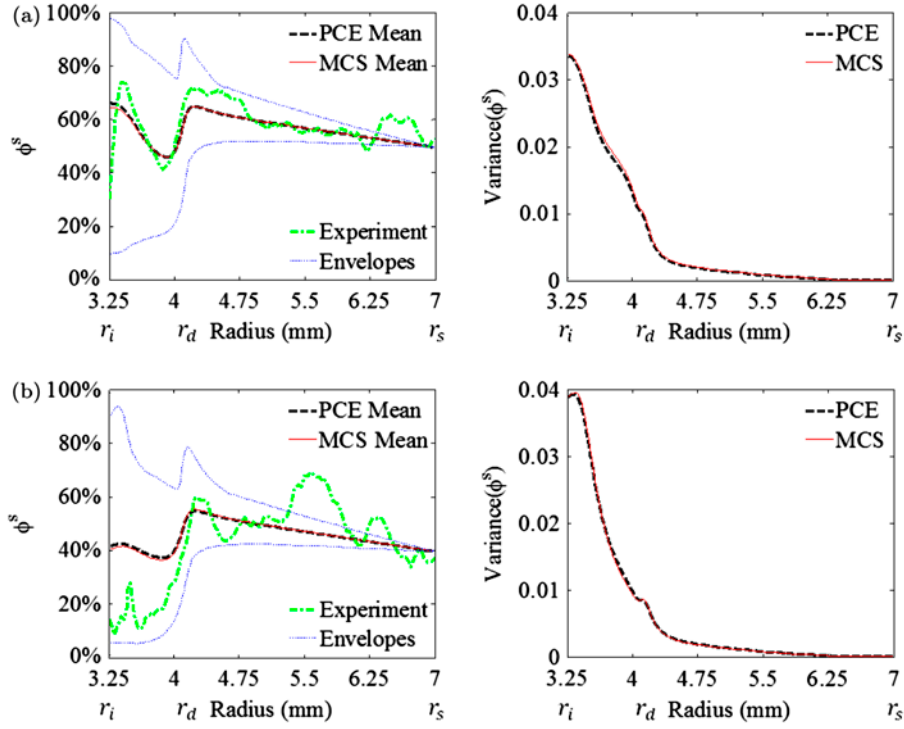 (a)
100%
80%
60%
40%
20%
0%
ϕˢ
PCE Mean
MCS Mean
Experiment
Envelopes
3.25 4 4.75 5.5 6.25 7
rᵢ r_d Radius (mm) rₛ
0.04
0.03
0.02
0.01
0
Variance(ϕˢ)
PCE
MCS
3.25 4 4.75 5.5 6.25 7
rᵢ r_d Radius (mm) rₛ
(b)
100%
80%
60%
40%
20%
0%
ϕˢ
PCE Mean
MCS Mean
Experiment
Envelopes
3.25 4 4.75 5.5 6.25 7
rᵢ r_d Radius (mm) rₛ
0.04
0.03
0.02
0.01
0
Variance(ϕˢ)
PCE
MCS
3.25 4 4.75 5.5 6.25 7
rᵢ r_d Radius (mm) rₛ